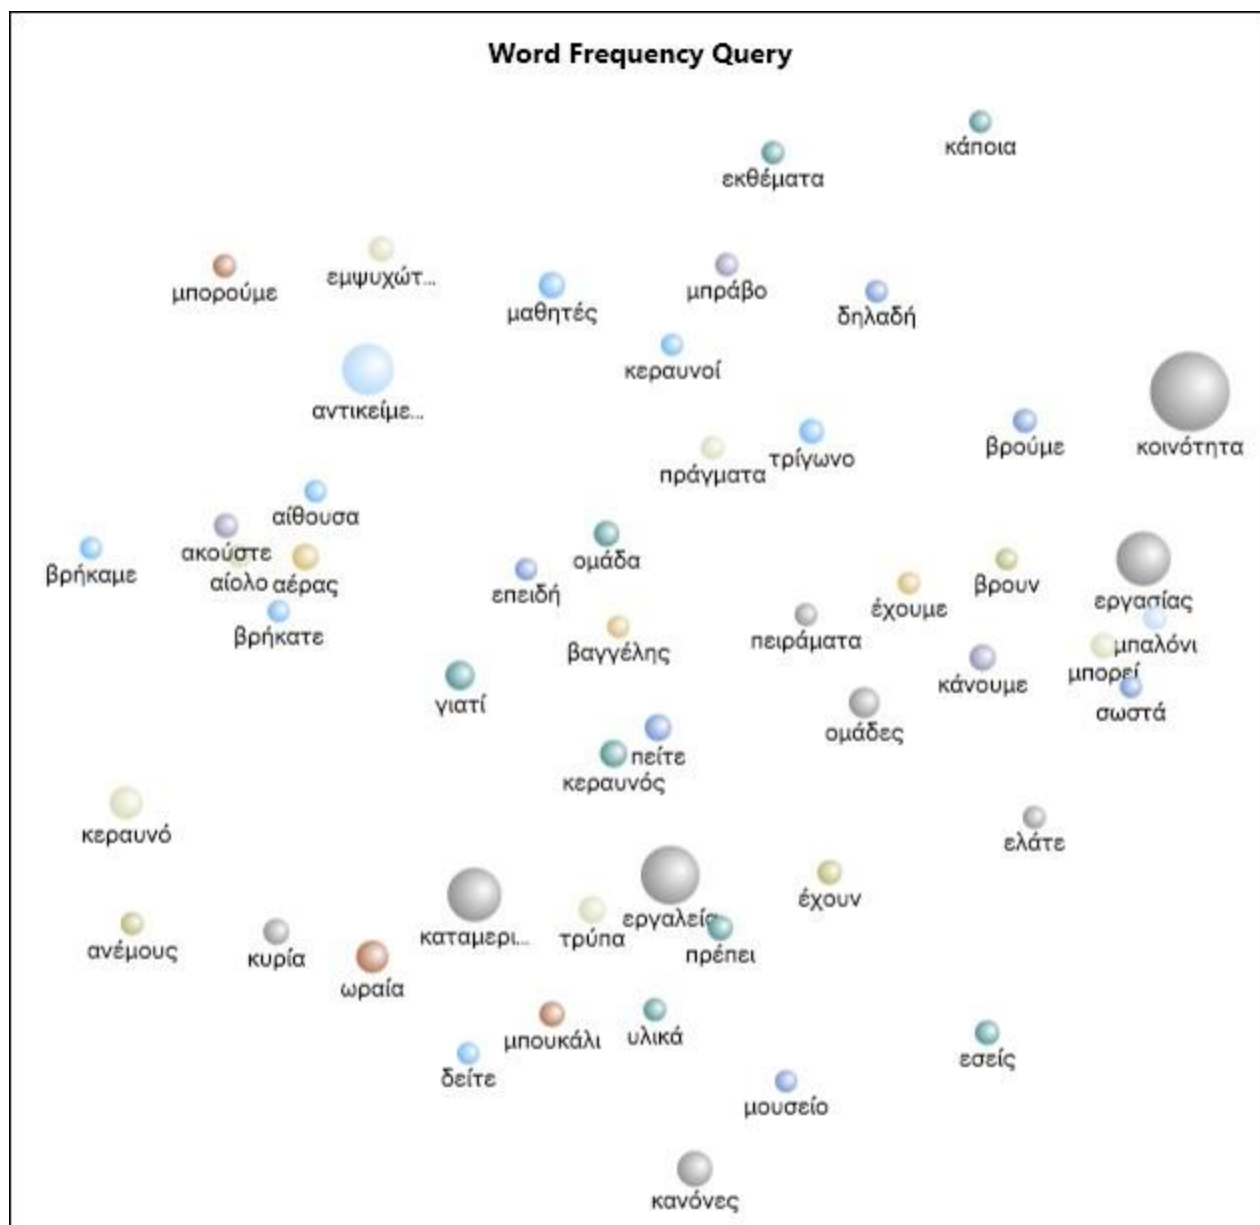 Word Frequency Query
κάποια
εκθέματα
μπορούμε
εμψυχώτ...
μαθητές
μπράβο
δηλαδή
κεραυνοί
αντικείμε...
βρούμε
κοινότητα
πράγματα
τρίγωνο
αίθουσα
ακούστε
βρήκαμε
αίολο
αέρας
ομάδα
επειδή
έχουμε
βρουν
εργασίας
βρήκατε
βαγγέλης
πειράματα
μπαλόνι
μπορεί
κάνουμε
σωστά
γιατί
ομάδες
πείτε
κεραυνός
κεραυνό
ελάτε
έχουν
εργαλεία
καταμερι...
τρύπα
πρέπει
ανέμους
κυρία
ωραία
μπουκάλι
υλικά
εσείς
δείτε
μουσείο
κανόνες